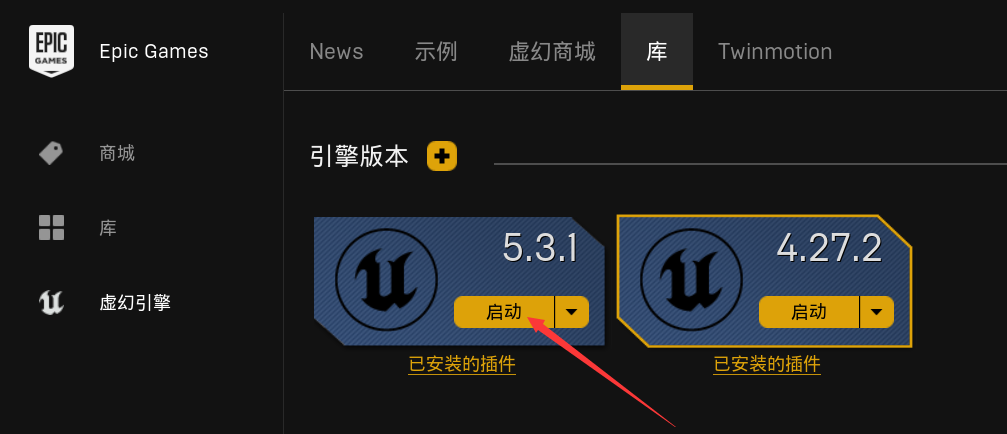 EPIC
GAMES
Epic Games
News 示例 虚幻商城 库 Twinmotion
商城
库
虚幻引擎
引擎版本
5.3.1
启动
已安装的插件
4.27.2
启动
已安装的插件